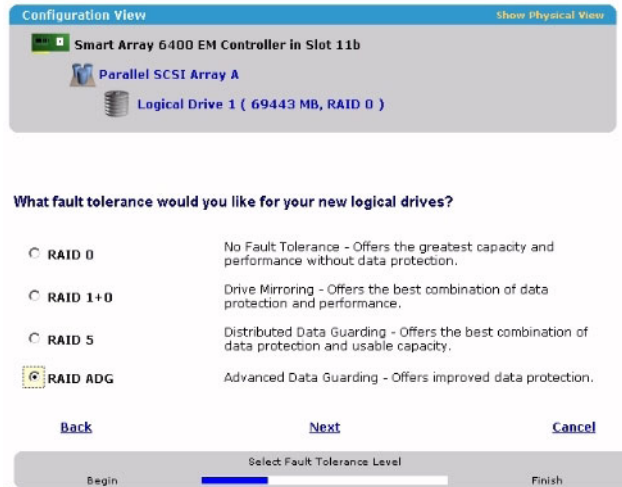 Configuration View
Show Physical View
Smart Array 6400 EM Controller in Slot 11b
Parallel SCSI Array A
Logical Drive 1 ( 69443 MB, RAID 0 )
What fault tolerance would you like for your new logical drives?
RAID 0
No Fault Tolerance - Offers the greatest capacity and
performance without data protection.
RAID 1+0
Drive Mirroring - Offers the best combination of data
protection and performance.
RAID 5
Distributed Data Guarding - Offers the best combination of
data protection and usable capacity.
RAID ADG
Advanced Data Guarding - Offers improved data protection.
Back
Next
Cancel
Select Fault Tolerance Level
Begin
Finish